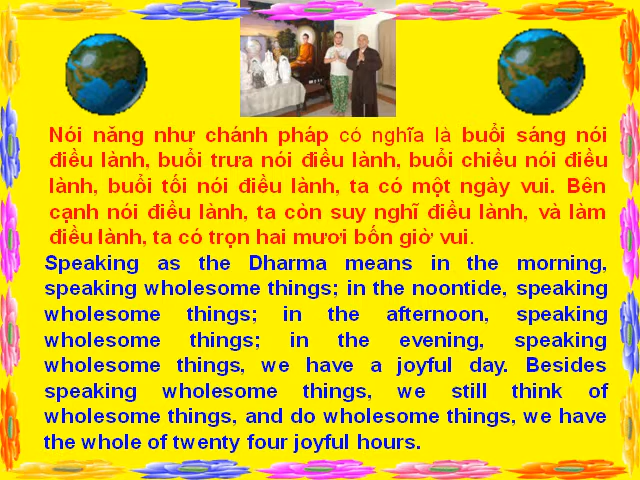 Nói năng như chánh pháp có nghĩa là buổi sáng nói
điều lành, buổi trưa nói điều lành, buổi chiều nói điều
lành, buổi tối nói điều lành, ta có một ngày vui. Bên
cạnh nói điều lành, ta còn suy nghĩ điều lành, và làm
điều lành, ta có trọn hai mươi bốn giờ vui.
Speaking as the Dharma means in the morning,
speaking wholesome things; in the noontide, speaking
wholesome things; in the afternoon, speaking
wholesome things; in the evening, speaking
wholesome things, we have a joyful day. Besides
speaking wholesome things, we still think of
wholesome things, and do wholesome things, we have
the whole of twenty four joyful hours.